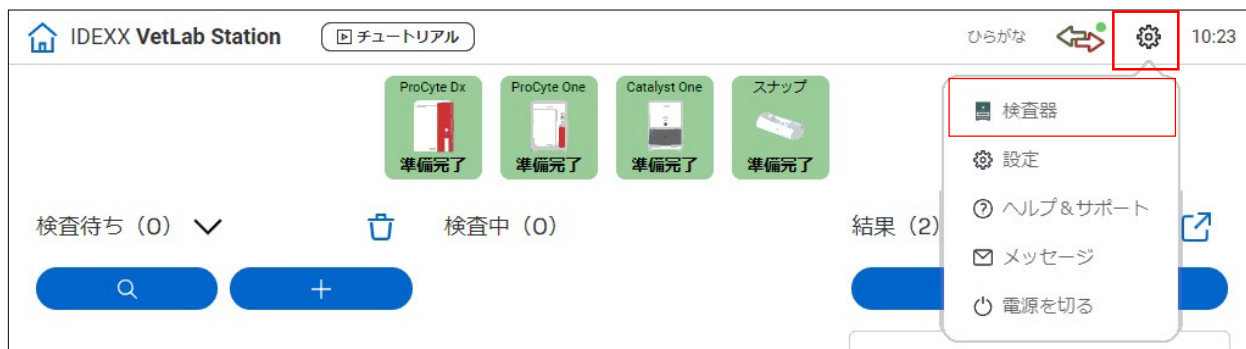 IDEXX VetLab Station
チュートリアル
ひらがな
10:23
ProCyte Dx
準備完了
ProCyte One
準備完了
Catalyst One
準備完了
スナップ
準備完了
検査器
設定
ヘルプ&サポート
メッセージ
電源を切る
検査待ち（0）
検査中（0）
結果（2）